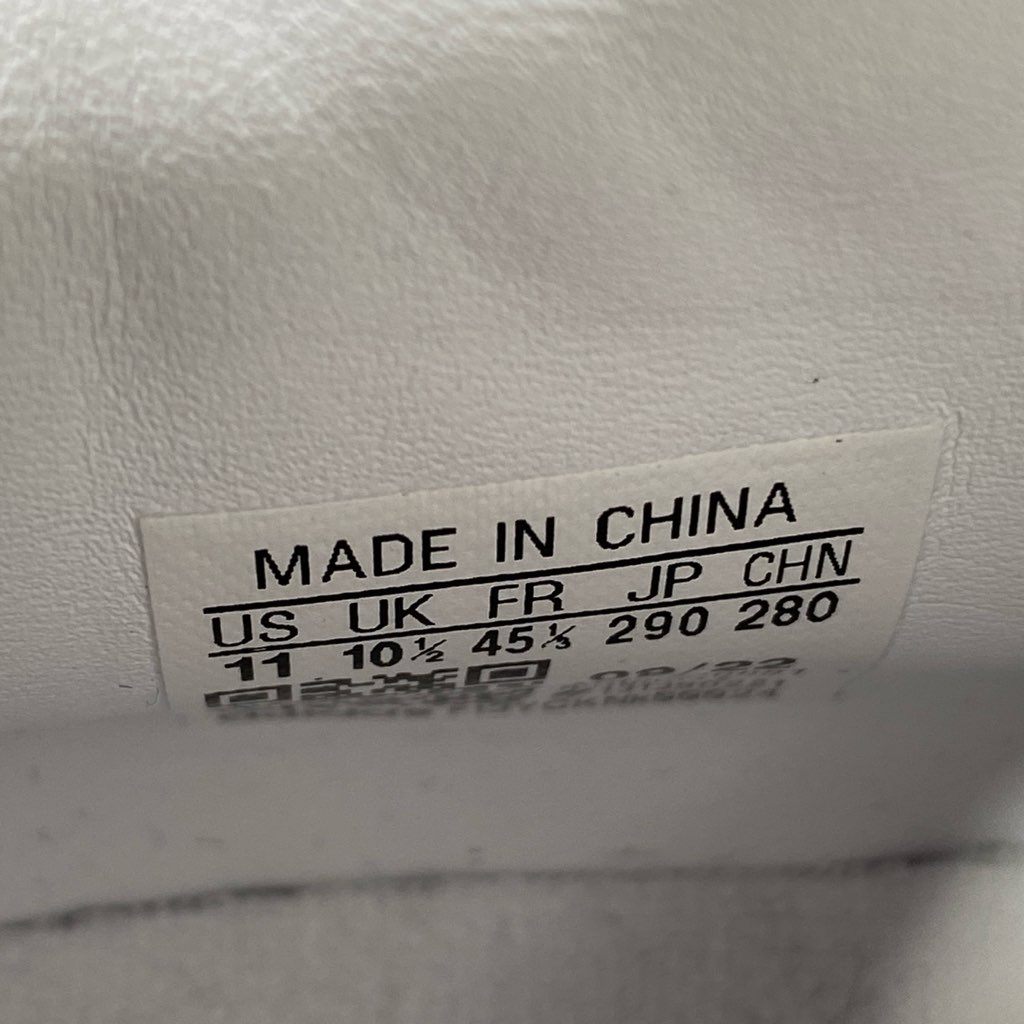 MADE IN CHINA
US UK FR JP CHN
11 10½ 45⅓ 290 280